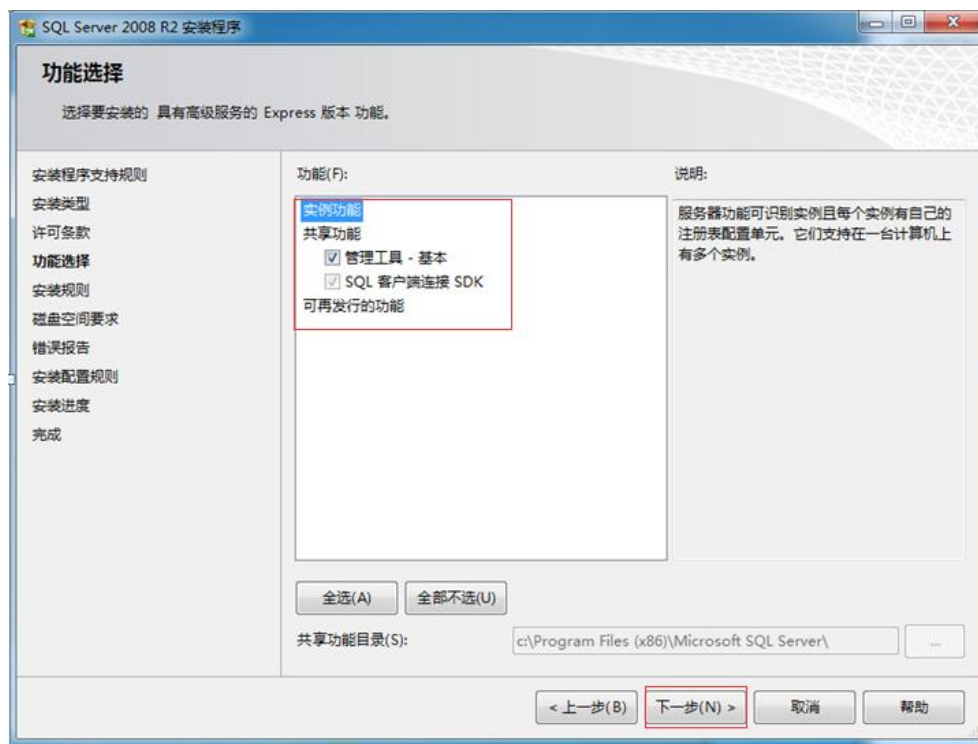 SQL Server 2008 R2 安装程序
功能选择
选择要安装的 具有高级服务的 Express 版本 功能。
安装程序支持规则
安装类型
许可条款
功能选择
安装规则
磁盘空间要求
错误报告
安装配置规则
安装进度
完成
功能(F):
实例功能
共享功能
管理工具 - 基本
SQL 客户端连接 SDK
可再发行的功能
说明:
服务器功能可识别实例且每个实例有自己的
注册表配置单元。它们支持在一台计算机上
有多个实例。
全选(A)
全部不选(U)
共享功能目录(S):
c:\Program Files (x86)\Microsoft SQL Server\
...
< 上一步(B)
下一步(N) >
取消
帮助